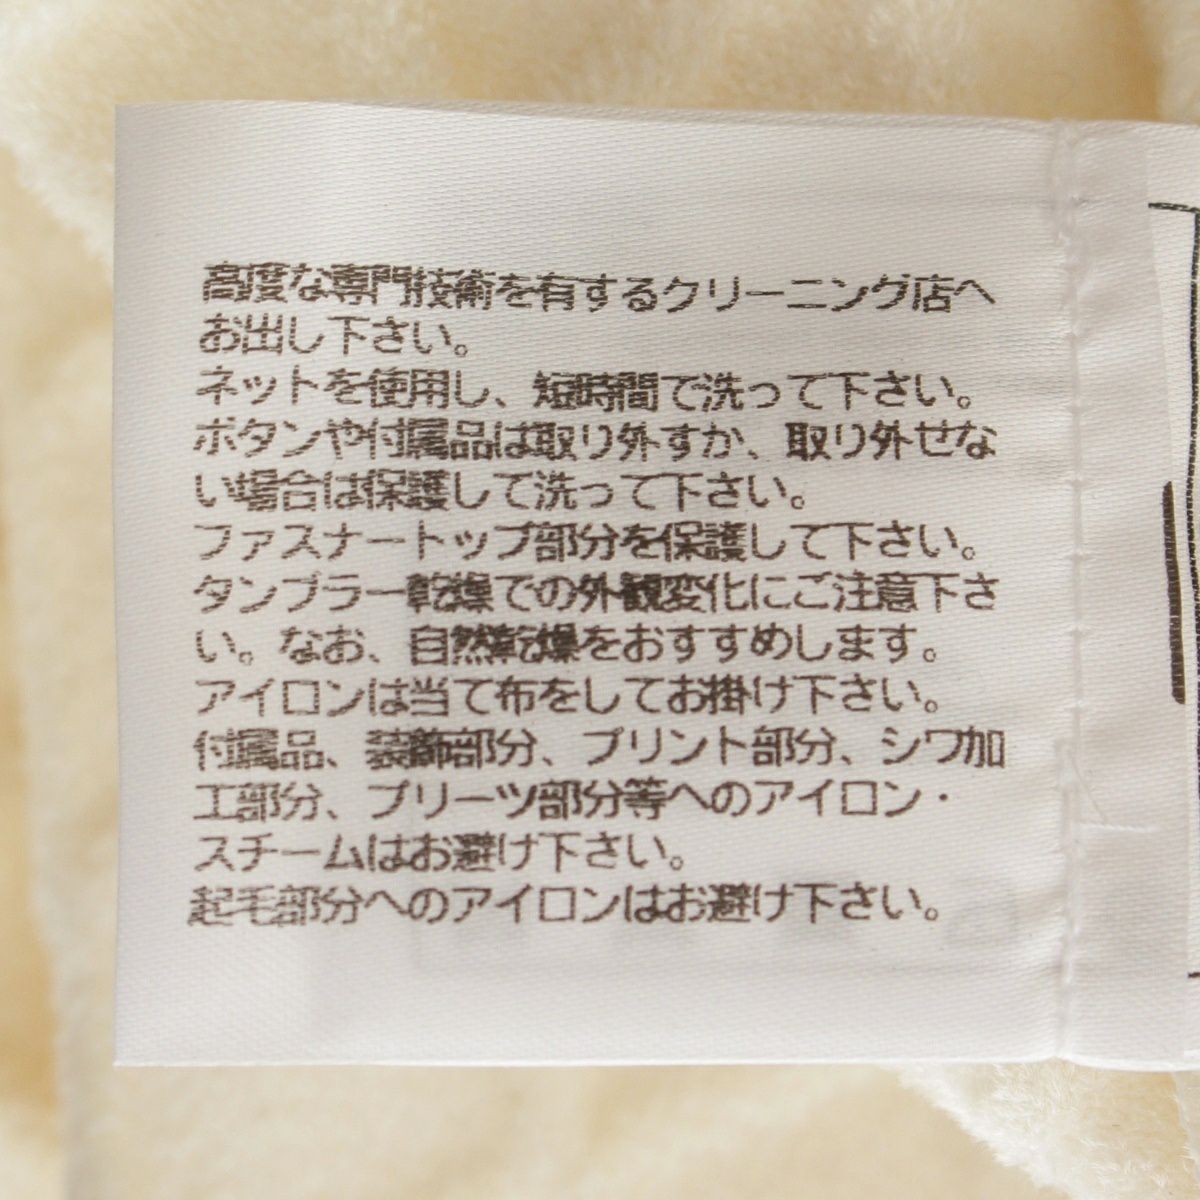 高度な専門技術を有するクリーニング店へ
お出し下さい。
ネットを使用し、短時間で洗って下さい。
ボタンや付属品は取り外すか、取り外せな
い場合は保護して洗って下さい。
ファスナートップ部分を保護して下さい。
タンブラー乾燥での外観変化にご注意下さ
い。なお、自然乾燥をおすすめします。
アイロンは当て布をしてお掛け下さい。
付属品、装飾部分、プリント部分、シワ加
工部分、プリーツ部分等へのアイロン・
スチームはお避け下さい。
起毛部分へのアイロンはお避け下さい。